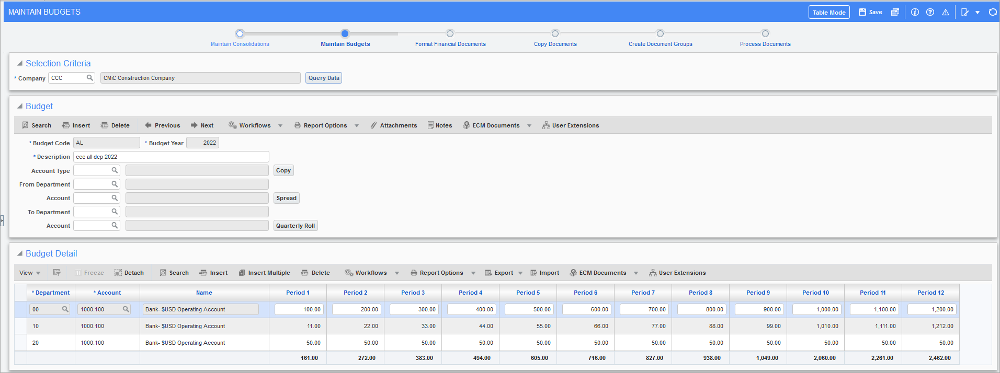 MAINTAIN BUDGETS Table Mode Save
Maintain Consolidations Maintain Budgets Format Financial Documents Copy Documents Create Document Groups Process Documents
Selection Criteria
* Company CCC CMiC Construction Company Query Data
Budget
Search Insert Delete Previous Next Workflows Report Options Attachments Notes ECM Documents User Extensions
* Budget Code AL * Budget Year 2022
* Description ccc all dep 2022
Account Type Copy
From Department
Account Spread
To Department
Account Quarterly Roll
Budget Detail
View Freeze Detach Search Insert Insert Multiple Delete Workflows Report Options Export Import ECM Documents User Extensions
* Department * Account Name Period 1 Period 2 Period 3 Period 4 Period 5 Period 6 Period 7 Period 8 Period 9 Period 10 Period 11 Period 12
00 1000.100 Bank- $USD Operating Account 100.00 200.00 300.00 400.00 500.00 600.00 700.00 800.00 900.00 1,000.00 1,100.00 1,200.00
10 1000.100 Bank- $USD Operating Account 11.00 22.00 33.00 44.00 55.00 66.00 77.00 88.00 99.00 1,010.00 1,111.00 1,212.00
20 1000.100 Bank- $USD Operating Account 50.00 50.00 50.00 50.00 50.00 50.00 50.00 50.00 50.00 50.00 50.00 50.00
161.00 272.00 383.00 494.00 605.00 716.00 827.00 938.00 1,049.00 2,060.00 2,261.00 2,462.00